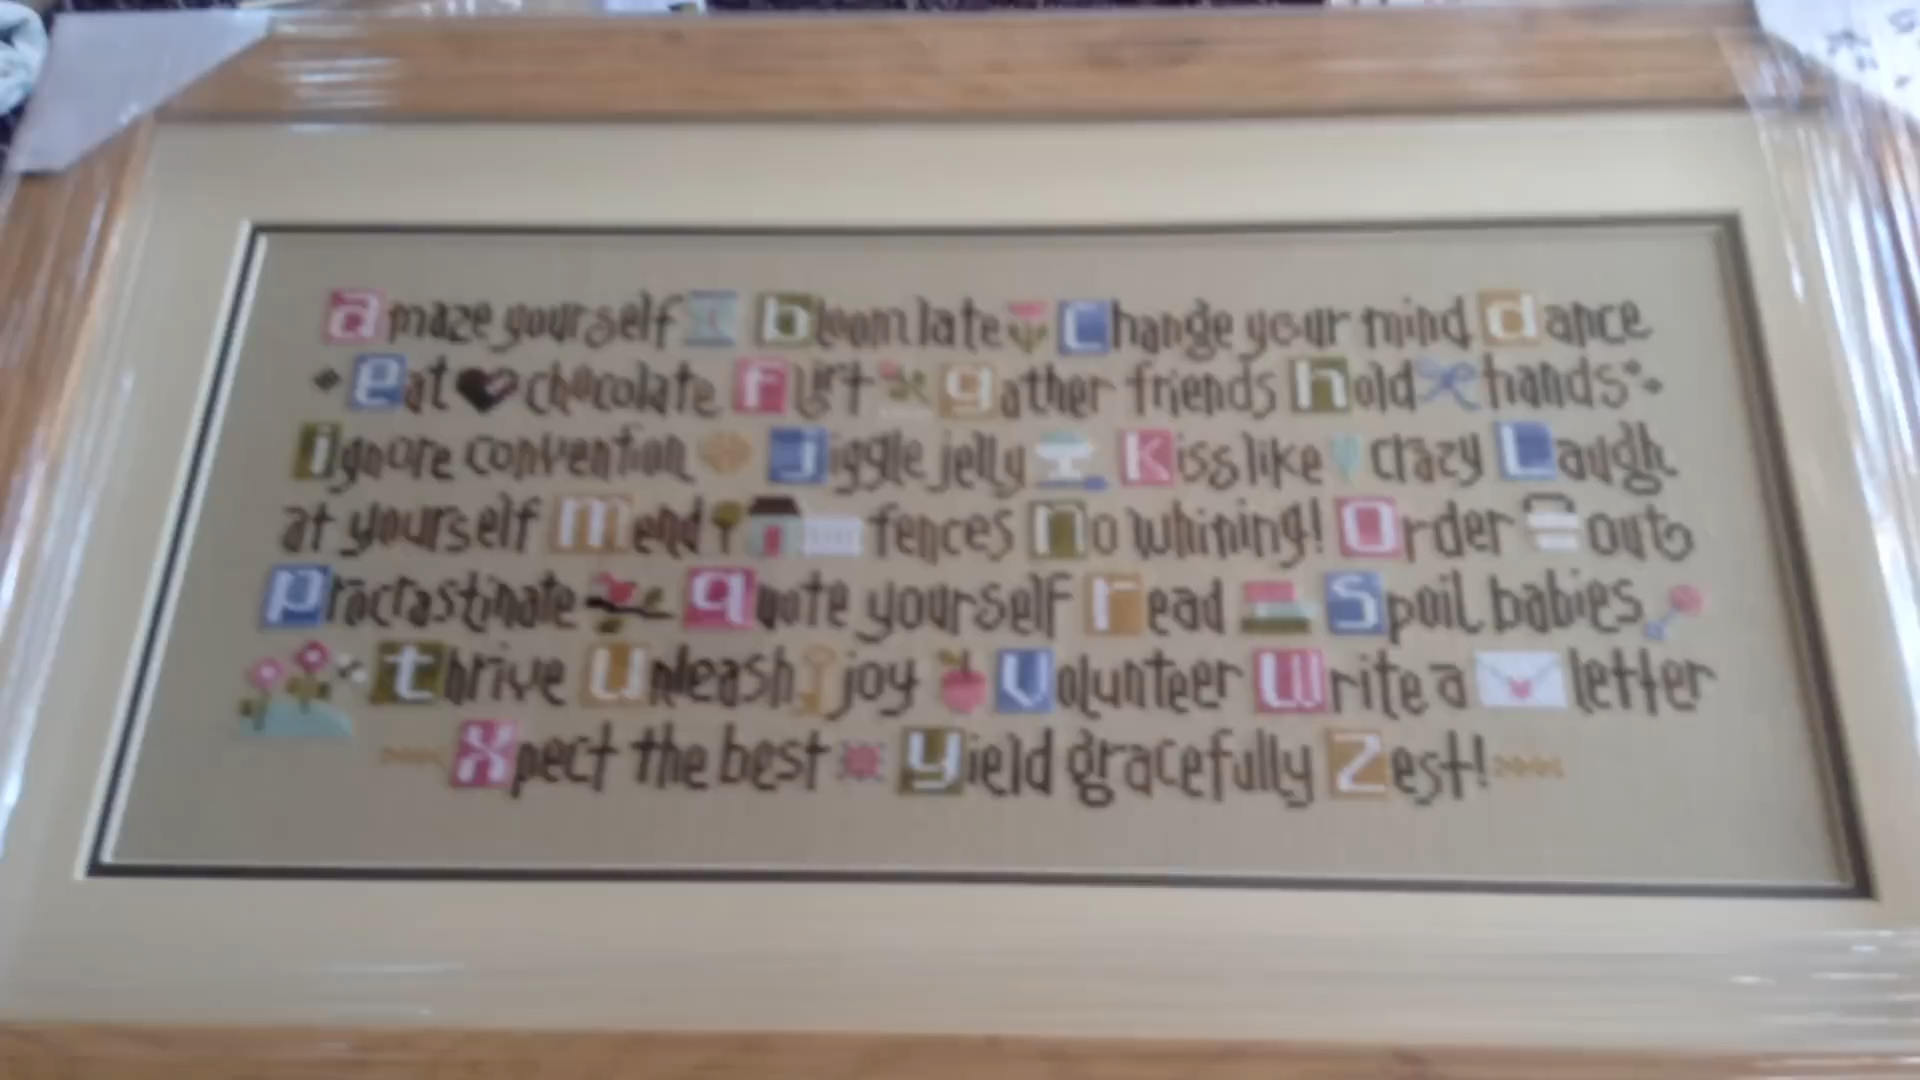 amaze yourself bloom late Change your mind dance
eat chocolate flirt gather friends hold hands
ignore convention Jiggle jelly Kiss like crazy Laugh
at yourself mend fences no whining! Order out
procrastinate quote yourself read Spoil babies
thrive Unleash joy Volunteer Write a letter
Xpect the best yield gracefully Zest!